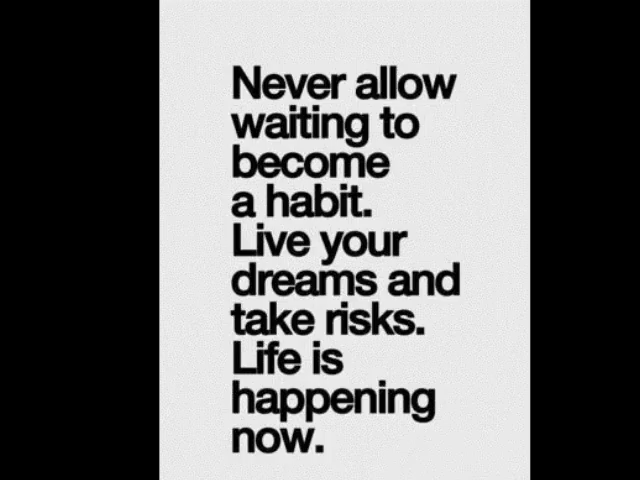 Never allow
waiting to
become
a habit.
Live your
dreams and
take risks.
Life is
happening
now.